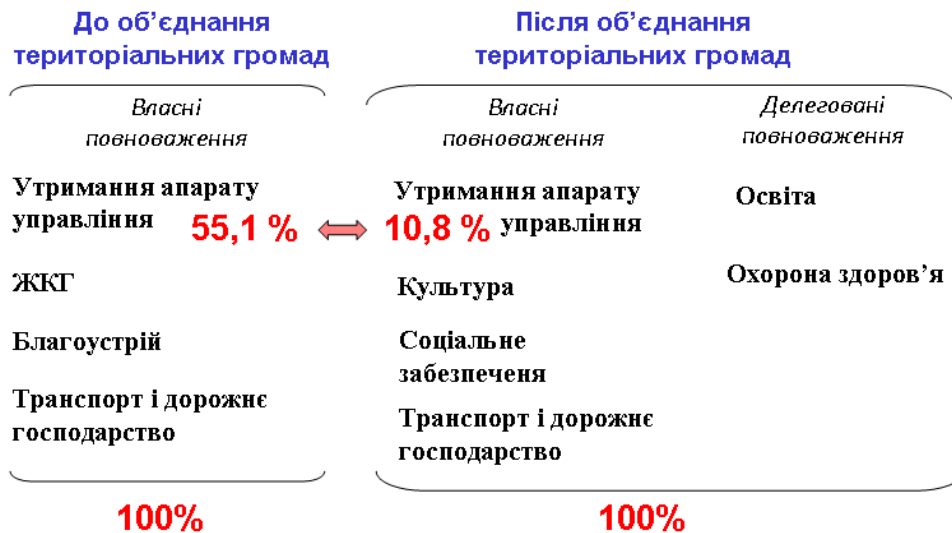 До об’єднання
територіальних громад
Власні
повноваження
Утримання апарату
управління 55,1 %
ЖКГ
Благоустрій
Транспорт і дорожнє
господарство
100%
Після об’єднання
територіальних громад
Власні
повноваження
Утримання апарату
10,8 % управління
Культура
Соціальне
забезпеченя
Транспорт і дорожнє
господарство
Делеговані
повноваження
Освіта
Охорона здоров’я
100%